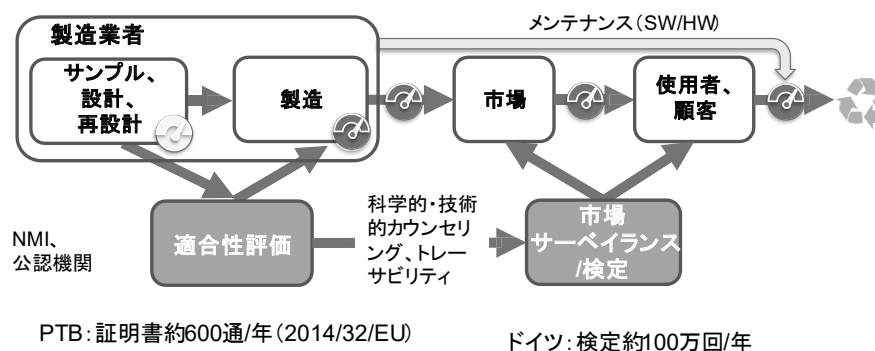 メンテナンス（SW/HW）
製造業者
サンプル、
設計、
再設計
製造
市場
使用者、
顧客
NMI、
公認機関
適合性評価
科学的・技術
的カウンセリ
ング、トレー
サビリティ
市場
サーベイランス
/検定
PTB：証明書約600通/年（2014/32/EU）
ドイツ：検定約100万回/年